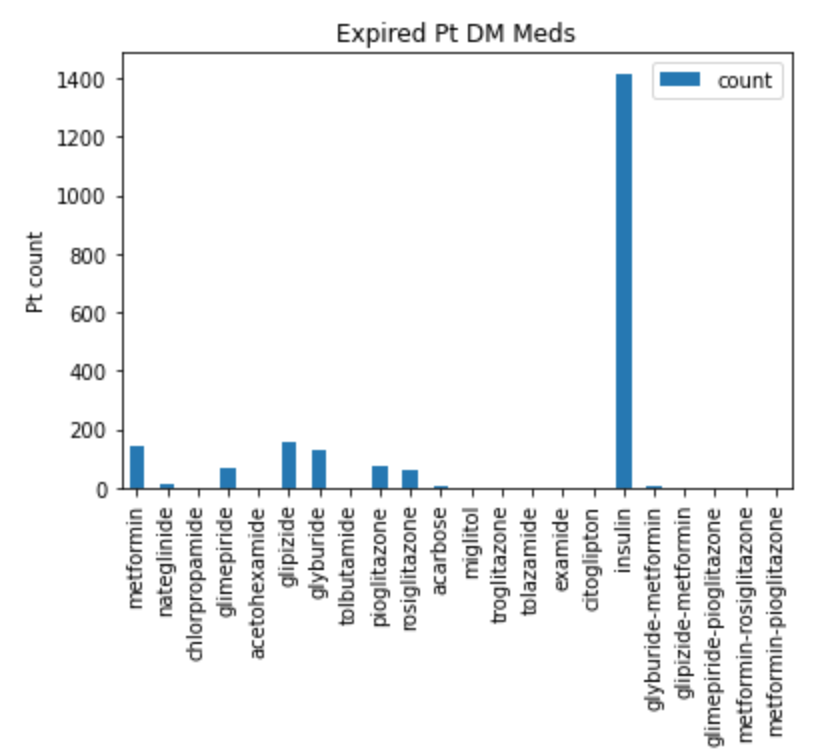 Expired Pt DM Meds
count
Pt count
1400
1200
1000
800
600
400
200
0
metformin
nateglinide
chlorpropamide
glimepiride
acetohexamide
glipizide
glyburide
tolbutamide
pioglitazone
rosiglitazone
acarbose
miglitol
troglitazone
tolazamide
examide
citoglipton
insulin
glyburide-metformin
glipizide-metformin
glimepiride-pioglitazone
metformin-rosiglitazone
metformin-pioglitazone